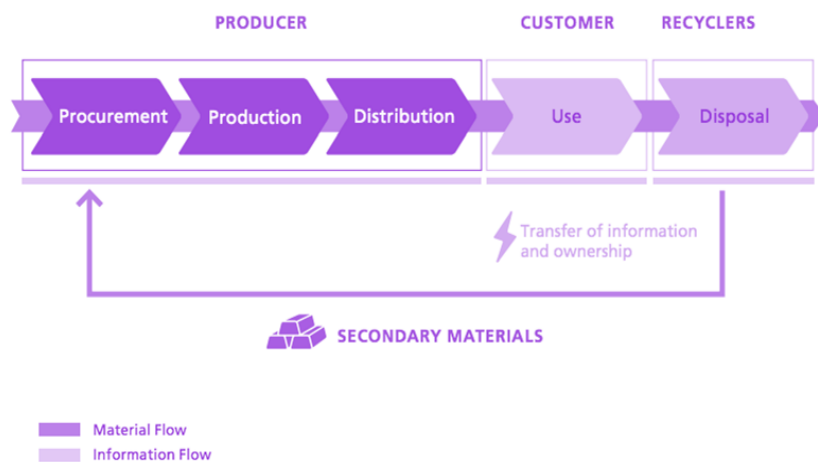 PRODUCER
CUSTOMER
RECYCLERS
Procurement
Production
Distribution
Use
Disposal
Transfer of information
and ownership
SECONDARY MATERIALS
Material Flow
Information Flow